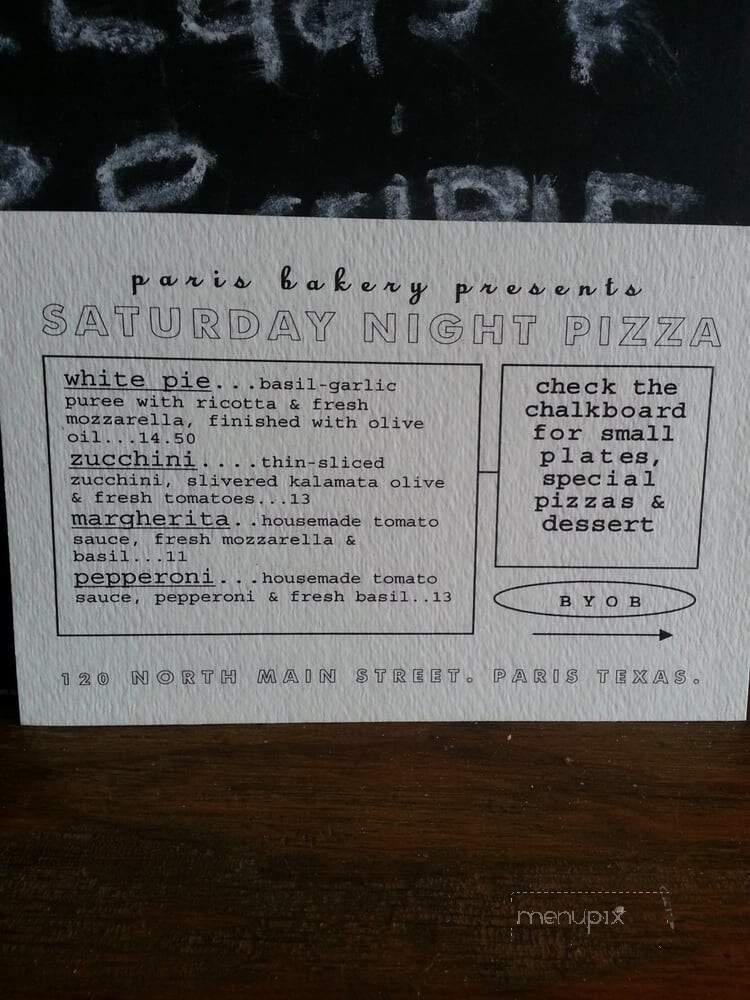 paris bakery presents
SATURDAY NIGHT PIZZA
white pie...basil-garlic
puree with ricotta & fresh
mozzarella, finished with olive
oil...14.50
zucchini....thin-sliced
zucchini, slivered kalamata olive
& fresh tomatoes...13
margherita..housemade tomato
sauce, fresh mozzarella &
basil...11
pepperoni...housemade tomato
sauce, pepperoni & fresh basil..13
check the
chalkboard
for small
plates,
special
pizzas &
dessert
BYOB
120 NORTH MAIN STREET. PARIS TEXAS.
menupix